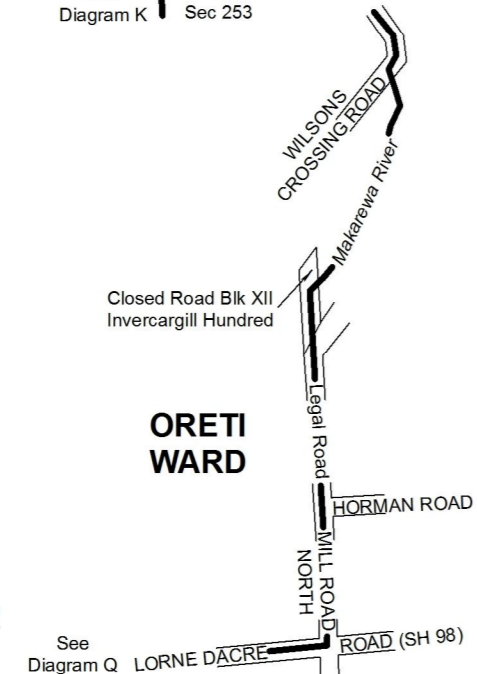 Diagram K
Sec 253
WILSONS
CROSSING ROAD
Makarewa River
Closed Road Blk XII
Invercargill Hundred
ORETI
WARD
Legal Road
HORMAN ROAD
MILL ROAD
NORTH
See
Diagram Q
LORNE DACRE ROAD (SH 98)